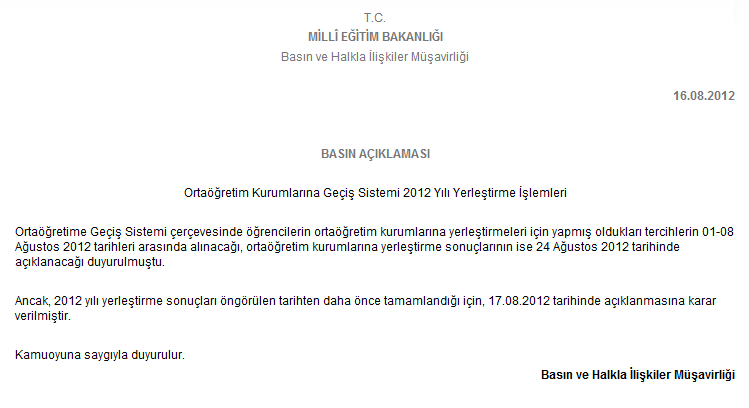 T.C.
MİLLÎ EĞİTİM BAKANLIĞI
Basın ve Halkla İlişkiler Müşavirliği
16.08.2012
BASIN AÇIKLAMASI
Ortaöğretim Kurumlarına Geçiş Sistemi 2012 Yılı Yerleştirme İşlemleri
Ortaöğretime Geçiş Sistemi çerçevesinde öğrencilerin ortaöğretim kurumlarına yerleştirmeleri için yapmış oldukları tercihlerin 01-08
Ağustos 2012 tarihleri arasında alınacağı, ortaöğretim kurumlarına yerleştirme sonuçlarının ise 24 Ağustos 2012 tarihinde
açıklanacağı duyurulmuştu.
Ancak, 2012 yılı yerleştirme sonuçları öngörülen tarihten daha önce tamamlandığı için, 17.08.2012 tarihinde açıklanmasına karar
verilmiştir.
Kamuoyuna saygıyla duyurulur.
Basın ve Halkla İlişkiler Müşavirliği